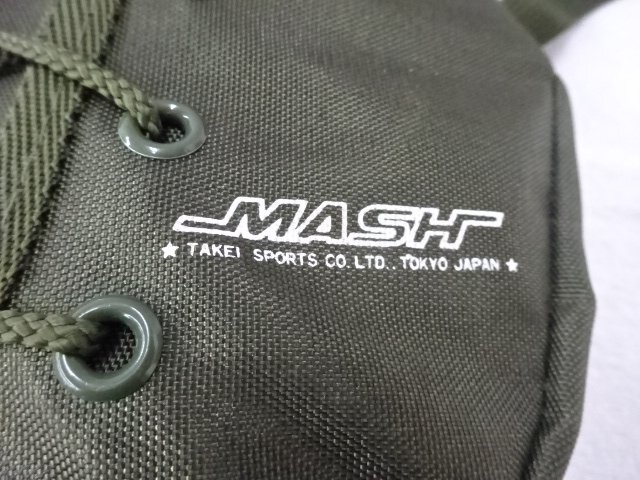 MASH
★ TAKEI SPORTS CO. LTD., TOKYO JAPAN ★